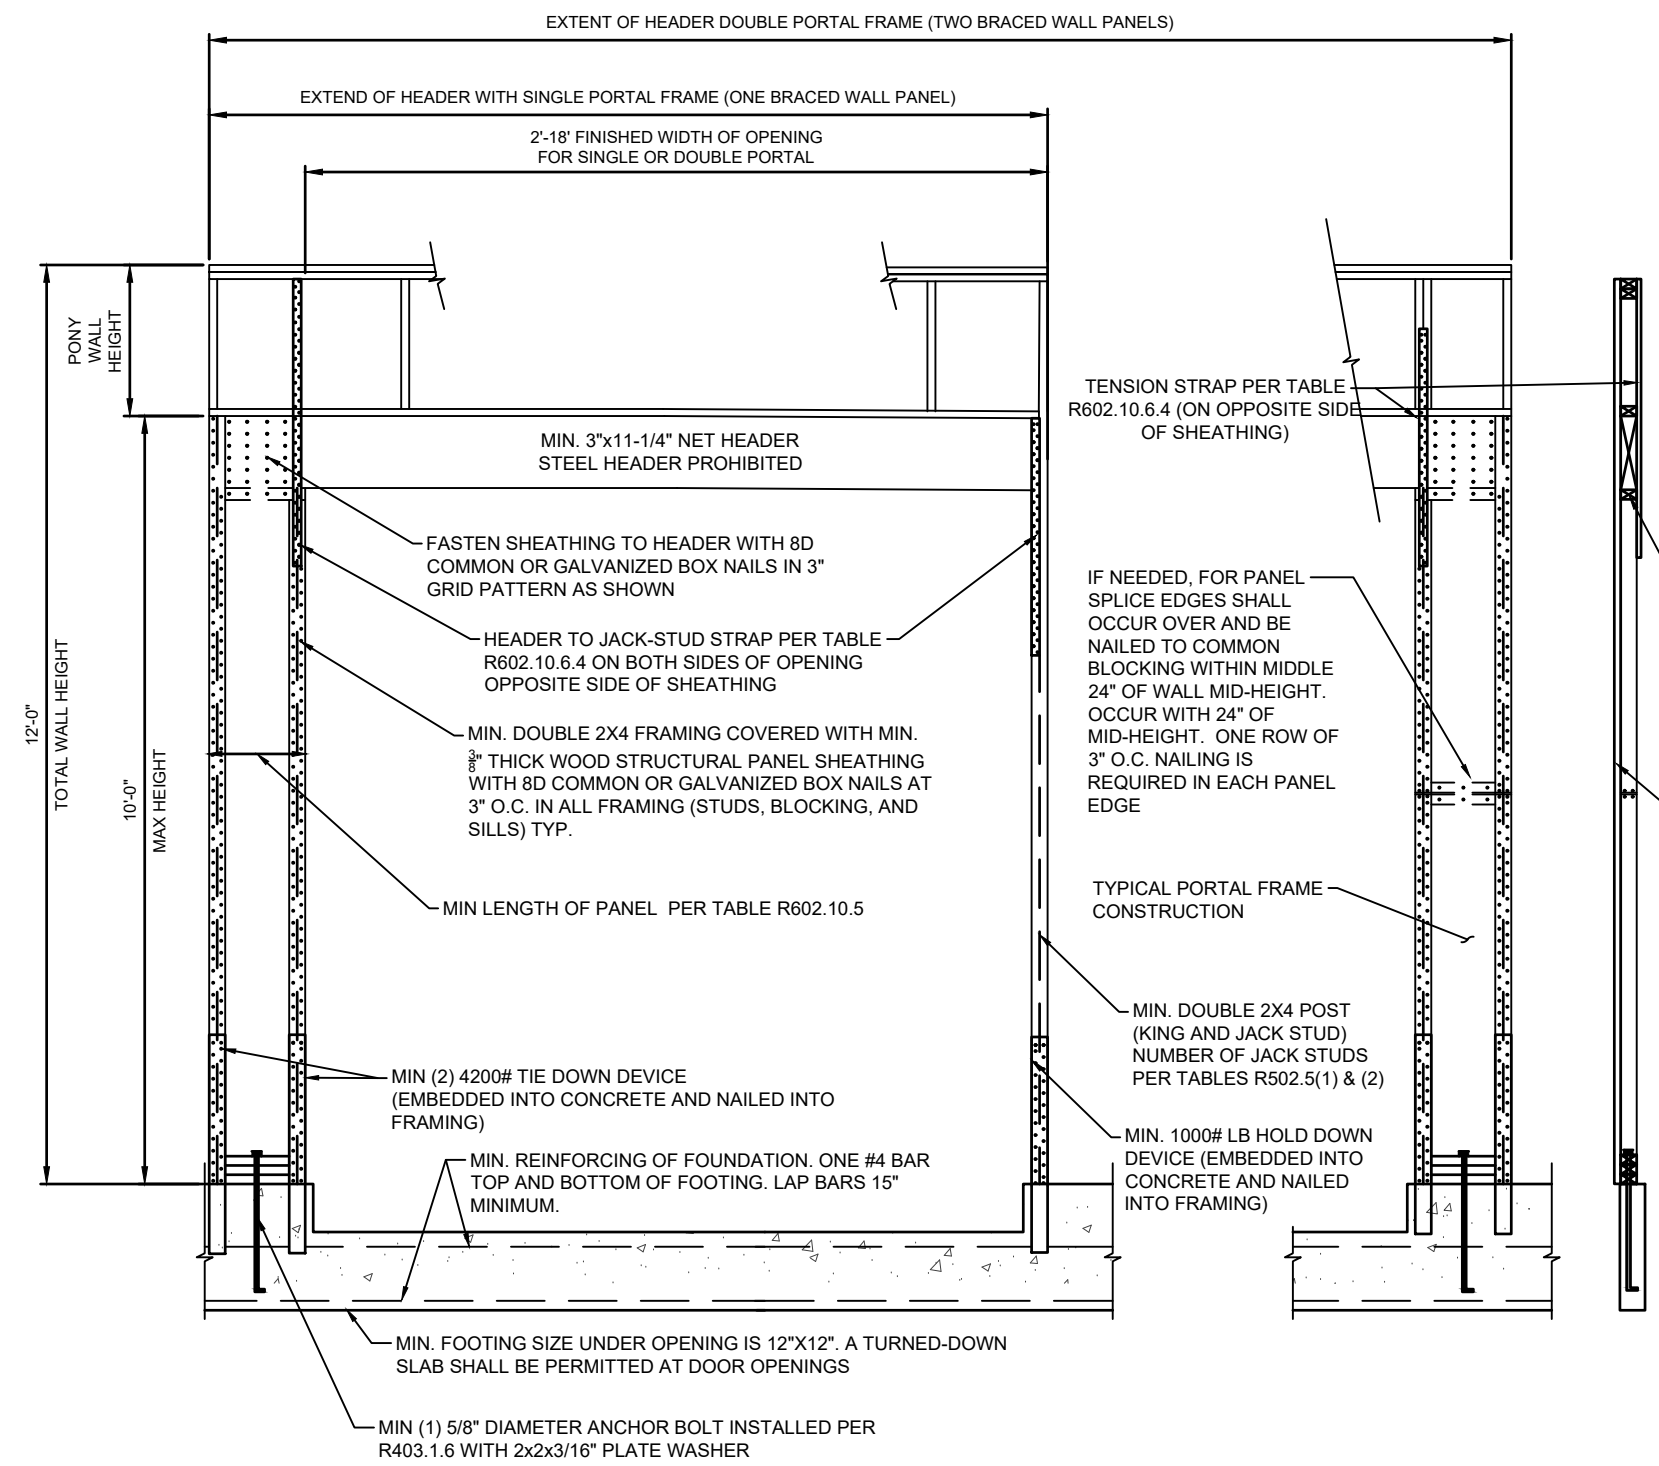 EXTENT OF HEADER DOUBLE PORTAL FRAME (TWO BRACED WALL PANELS)
EXTEND OF HEADER WITH SINGLE PORTAL FRAME (ONE BRACED WALL PANEL)
2'-18' FINISHED WIDTH OF OPENING
FOR SINGLE OR DOUBLE PORTAL
PONY
WALL
HEIGHT
12'-0"
TOTAL WALL HEIGHT
10'-0"
MAX HEIGHT
MIN. 3"x11-1/4" NET HEADER
STEEL HEADER PROHIBITED
TENSION STRAP PER TABLE
R602.10.6.4 (ON OPPOSITE SIDE
OF SHEATHING)
FASTEN SHEATHING TO HEADER WITH 8D
COMMON OR GALVANIZED BOX NAILS IN 3"
GRID PATTERN AS SHOWN
HEADER TO JACK-STUD STRAP PER TABLE
R602.10.6.4 ON BOTH SIDES OF OPENING
OPPOSITE SIDE OF SHEATHING
IF NEEDED, FOR PANEL
SPLICE EDGES SHALL
OCCUR OVER AND BE
NAILED TO COMMON
BLOCKING WITHIN MIDDLE
24" OF WALL MID-HEIGHT.
OCCUR WITH 24" OF
MID-HEIGHT. ONE ROW OF
3" O.C. NAILING IS
REQUIRED IN EACH PANEL
EDGE
MIN. DOUBLE 2X4 FRAMING COVERED WITH MIN.
3/8" THICK WOOD STRUCTURAL PANEL SHEATHING
WITH 8D COMMON OR GALVANIZED BOX NAILS AT
3" O.C. IN ALL FRAMING (STUDS, BLOCKING, AND
SILLS) TYP.
MIN LENGTH OF PANEL PER TABLE R602.10.5
TYPICAL PORTAL FRAME
CONSTRUCTION
MIN. DOUBLE 2X4 POST
(KING AND JACK STUD)
NUMBER OF JACK STUDS
PER TABLES R502.5(1) & (2)
MIN (2) 4200# TIE DOWN DEVICE
(EMBEDDED INTO CONCRETE AND NAILED INTO
FRAMING)
MIN. 1000# LB HOLD DOWN
DEVICE (EMBEDDED INTO
CONCRETE AND NAILED
INTO FRAMING)
MIN. REINFORCING OF FOUNDATION. ONE #4 BAR
TOP AND BOTTOM OF FOOTING. LAP BARS 15"
MINIMUM.
MIN. FOOTING SIZE UNDER OPENING IS 12"X12". A TURNED-DOWN
SLAB SHALL BE PERMITTED AT DOOR OPENINGS
MIN (1) 5/8" DIAMETER ANCHOR BOLT INSTALLED PER
R403.1.6 WITH 2x2x3/16" PLATE WASHER